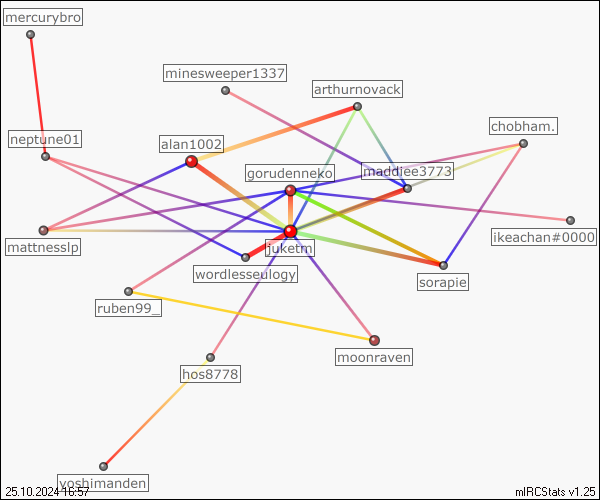 mercurybro
minesweeper1337
arthurnovack
chobham.
neptune01
alan1002
gorudenneko
maddiee3773
mattnesslp
juketm
ikeachan#0000
wordlesseulogy
sorapie
ruben99_
moonraven
hos8778
yoshimanden
25.10.2024 16:57
mIRCStats v1.25